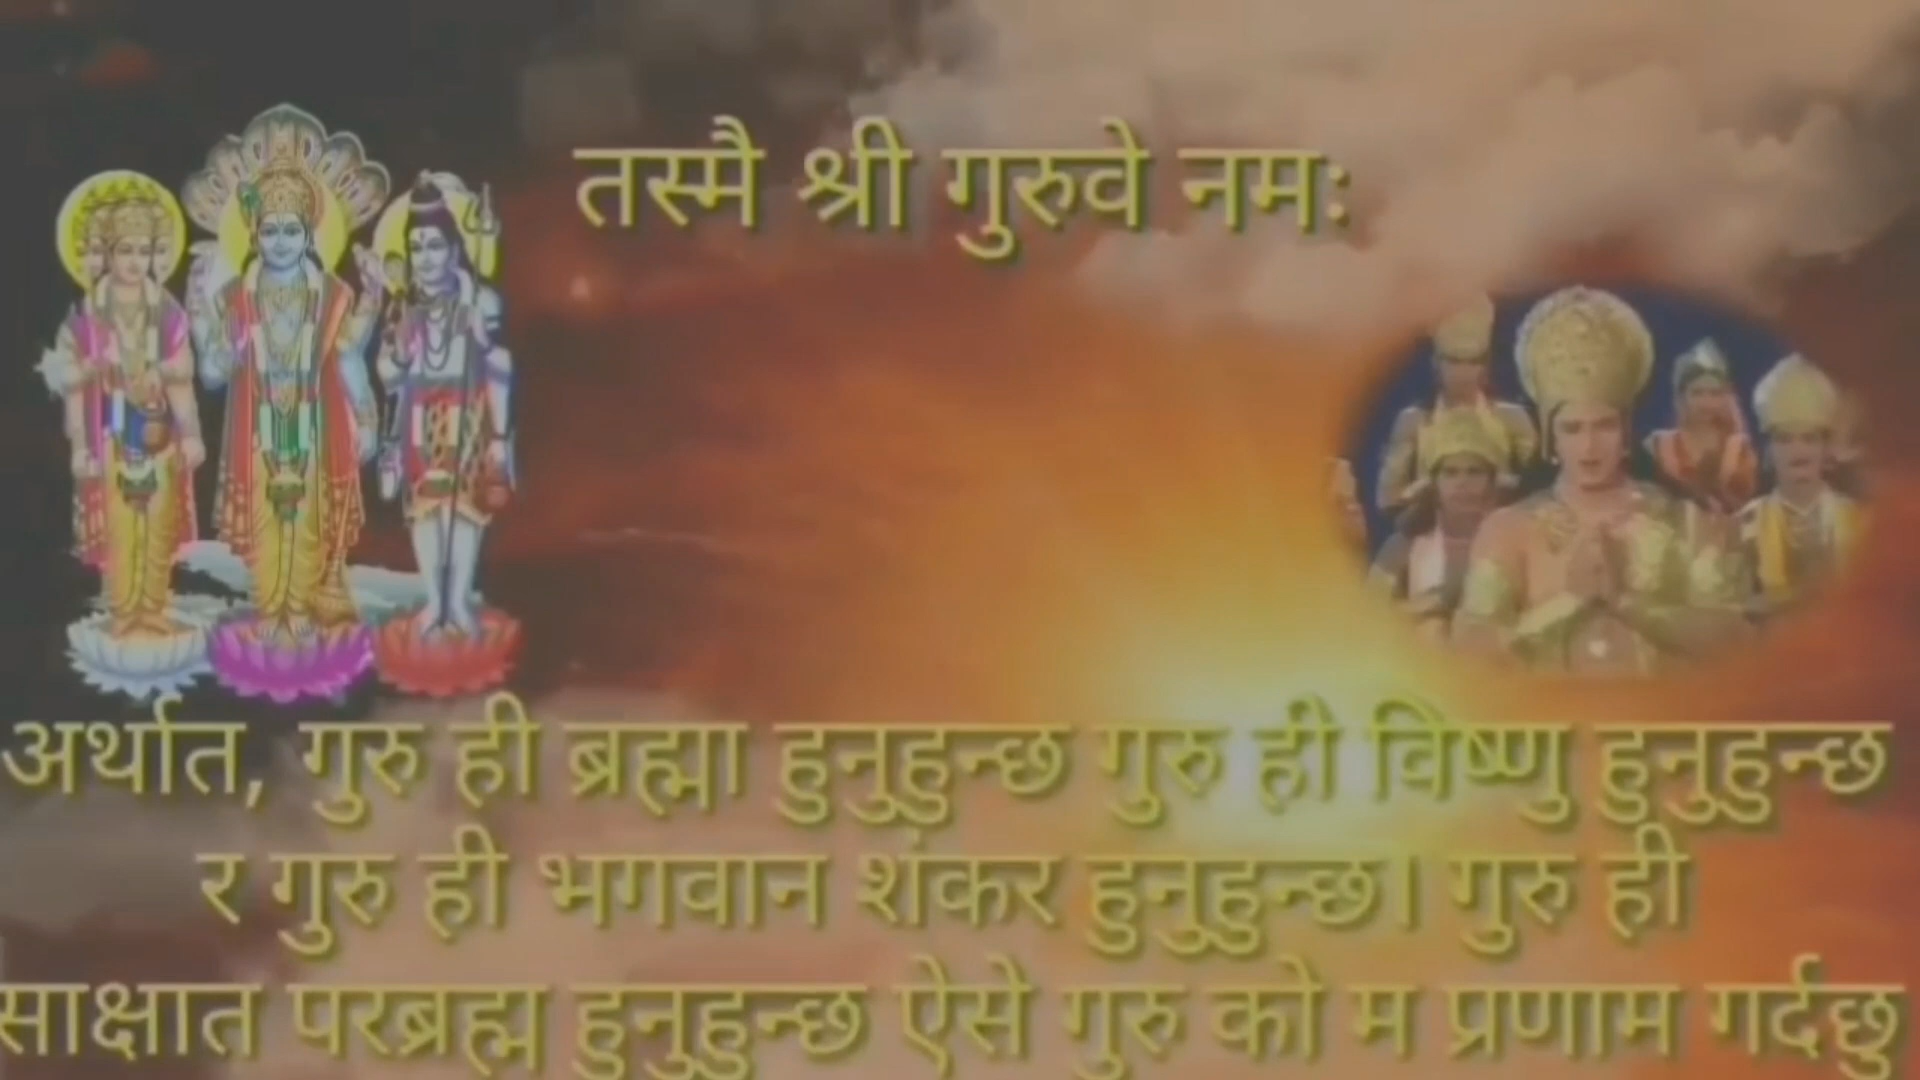 तस्मै श्री गुरुवे नमः
अर्थात, गुरु ही ब्रह्मा हुनुहुन्छ गुरु ही विष्णु हुनुहुन्छ
र गुरु ही भगवान शंकर हुनुहुन्छ। गुरु ही
साक्षात परब्रह्म हुनुहुन्छ ऐसे गुरु को म प्रणाम गर्दछु